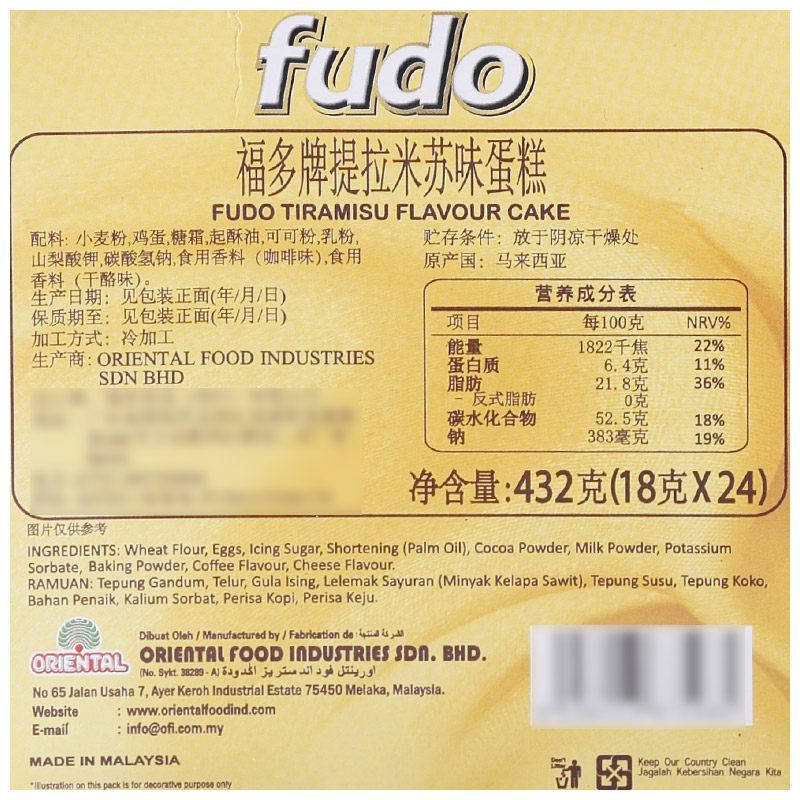 fudo
福多牌提拉米苏味蛋糕
FUDO TIRAMISU FLAVOUR CAKE
配料: 小麦粉,鸡蛋,糖霜,起酥油,可可粉,乳粉,
山梨酸钾,碳酸氢钠,食用香料 (咖啡味),食用
香料 (干酪味)。
生产日期: 见包装正面(年/月/日)
保质期至: 见包装正面(年/月/日)
加工方式: 冷加工
生产商: ORIENTAL FOOD INDUSTRIES
SDN BHD
贮存条件: 放于阴凉干燥处
原产国: 马来西亚
营养成分表
项目 每100克 NRV%
能量 1822千焦 22%
蛋白质 6.4克 11%
脂肪 21.8克 36%
- 反式脂肪 0克
碳水化合物 52.5克 18%
钠 383毫克 19%
净含量:432克(18克X24)
图片仅供参考
INGREDIENTS: Wheat Flour, Eggs, Icing Sugar, Shortening (Palm Oil), Cocoa Powder, Milk Powder, Potassium
Sorbate, Baking Powder, Coffee Flavour, Cheese Flavour.
RAMUAN: Tepung Gandum, Telur, Gula Ising, Lelemak Sayuran (Minyak Kelapa Sawit), Tepung Susu, Tepung Koko,
Bahan Penaik, Kalium Sorbat, Perisa Kopi, Perisa Keju.
ORIENTAL
Dibuat Oleh / Manufactured by / Fabrication de الشركة المنتجة:
ORIENTAL FOOD INDUSTRIES SDN. BHD.
(No. Sykt. 38289 - A) اورينتل فود اندستريز اكدودة
No 65 Jalan Usaha 7, Ayer Keroh Industrial Estate 75450 Melaka, Malaysia.
Website : www.orientalfoodind.com
E-mail : info@ofi.com.my
MADE IN MALAYSIA
*Illustration on this pack is for decorative purpose only
Don't
Litter
Keep Our Country Clean
Jagalah Kebersihan Negara Kita